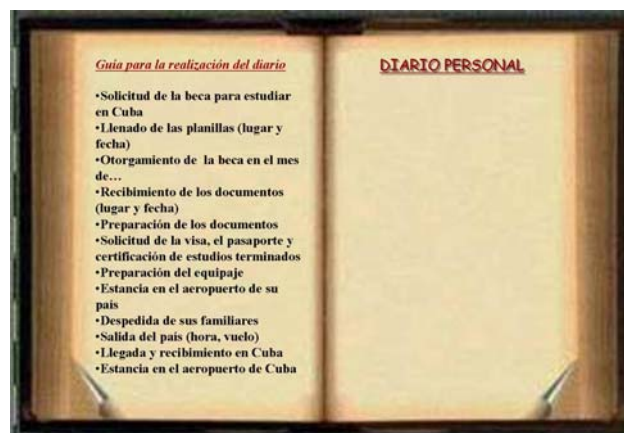 Guía para la realización del diario
•Solicitud de la beca para estudiar
en Cuba
•Llenado de las planillas (lugar y
fecha)
•Otorgamiento de la beca en el mes
de…
•Recibimiento de los documentos
(lugar y fecha)
•Preparación de los documentos
•Solicitud de la visa, el pasaporte y
certificación de estudios terminados
•Preparación del equipaje
•Estancia en el aeropuerto de su
país
•Despedida de sus familiares
•Salida del país (hora, vuelo)
•Llegada y recibimiento en Cuba
•Estancia en el aeropuerto de Cuba
DIARIO PERSONAL